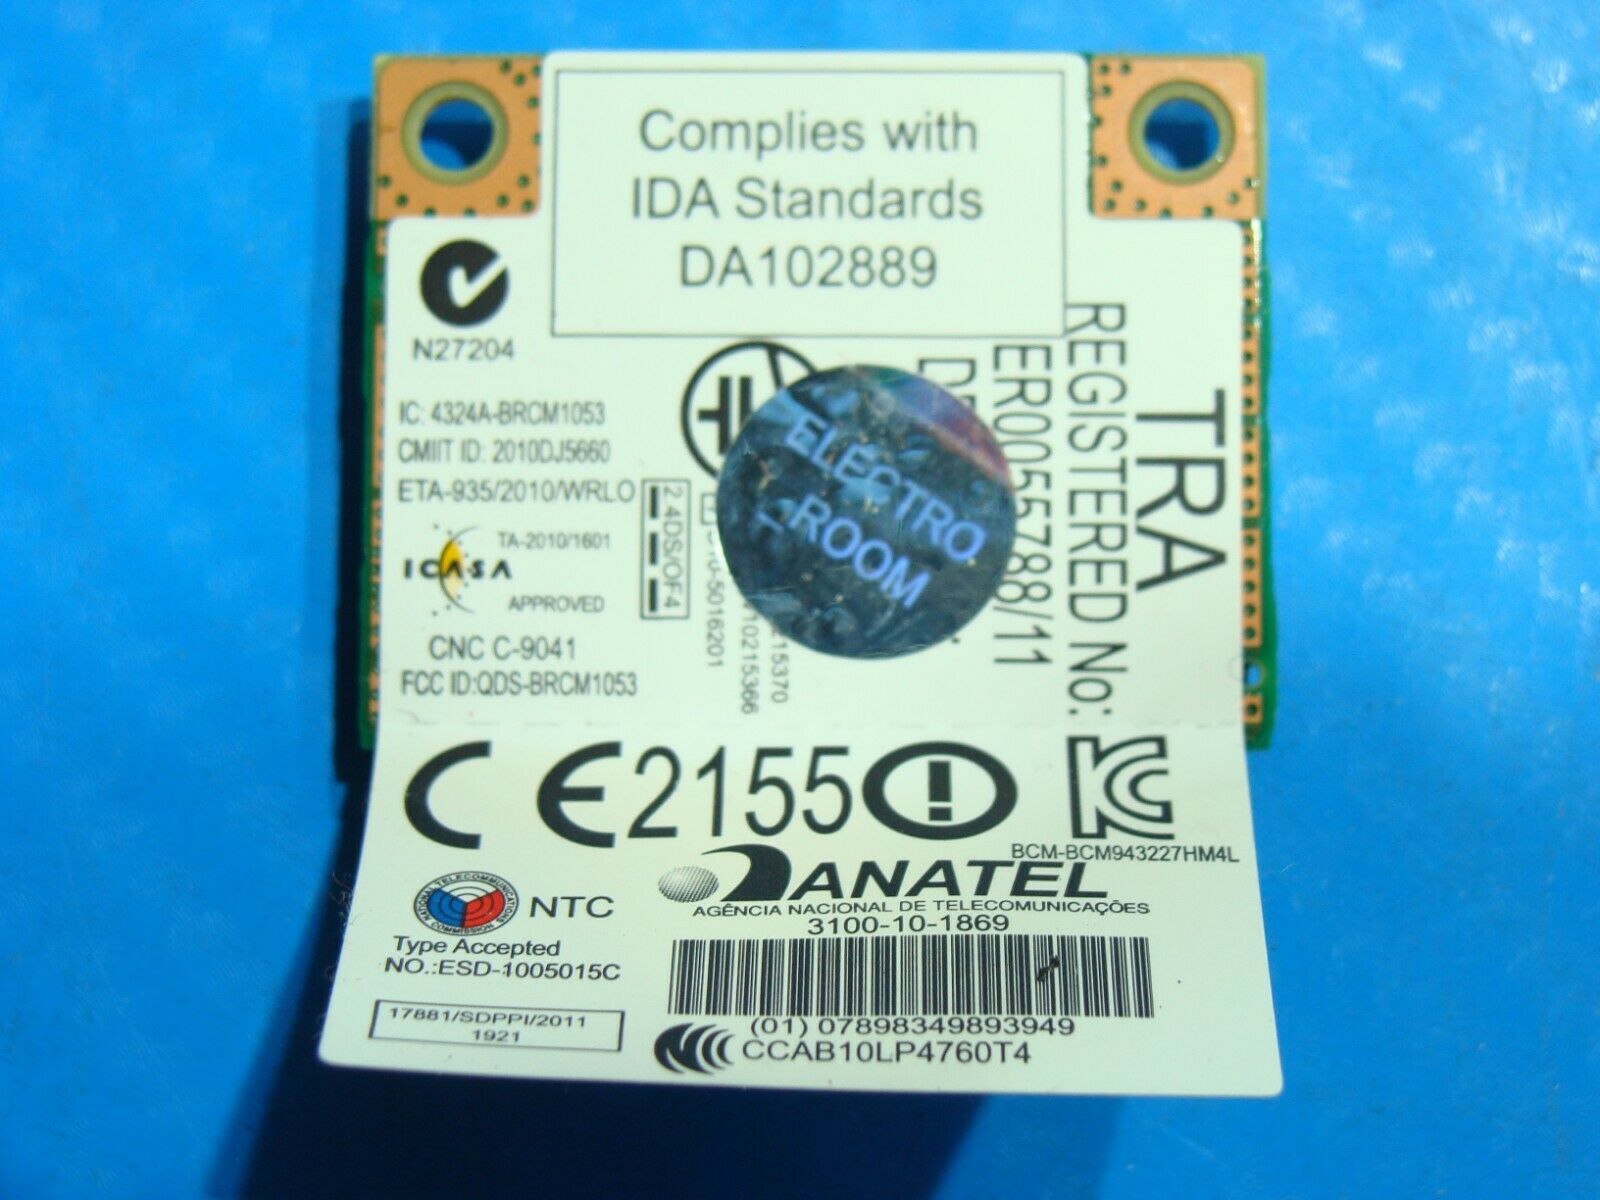 Complies with
IDA Standards
DA102889
N27204
IC: 4324A-BRCM1053
CMIIT ID: 2010DJ5660
ETA-935/2010/WRLO
TA-2010/1601
ICASA
APPROVED
CNC C-9041
FCC ID:QDS-BRCM1053
2.4DS/OF4
TRA
REGISTERED No:
ER0055788/11
ELECTRO
ROOM
CE2155
BCM-BCM943227HM4L
NATIONAL TELECOMMUNICATIONS COMMISSION
NTC
Type Accepted
NO.:ESD-1005015C
17881/SDPPI/2011
1921
ANATEL
AGÊNCIA NACIONAL DE TELECOMUNICAÇÕES
3100-10-1869
(01) 07898349893949
CCAB10LP4760T4